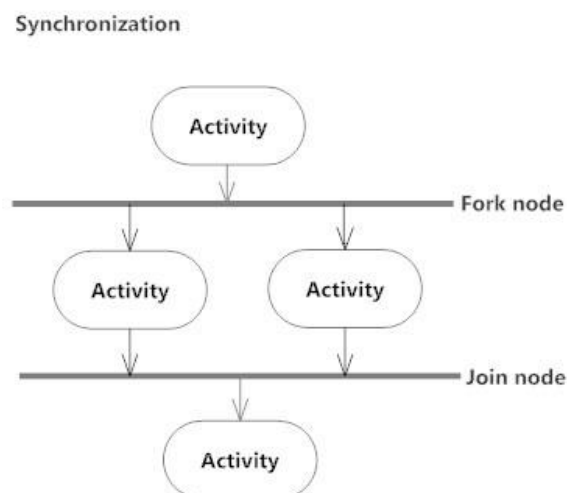 Synchronization
Activity
Fork node
Activity
Activity
Join node
Activity